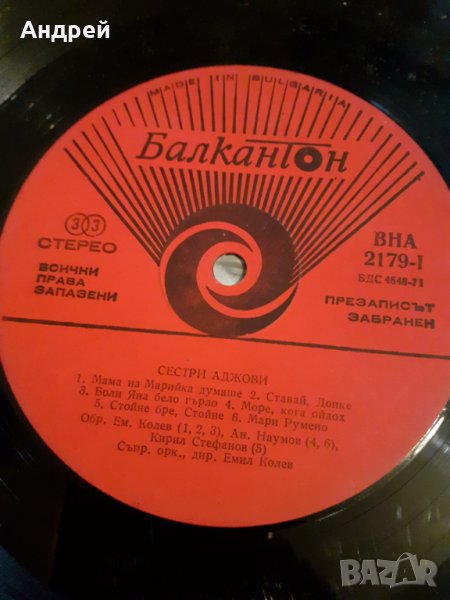 Андрей
MADE IN BULGARIA
Балкантон
33
СТЕРЕО
ВСИЧКИ
ПРАВА
ЗАПАЗЕНИ
ВНА
2179-I
БДС 4648-71
ПРЕЗАПИСЪТ
ЗАБРАНЕН
СЕСТРИ АДЖОВИ
1. Мама на Марийка думаше 2. Ставай, Донке
3. Боли Яна бело гърло 4. Море, кога ойдох
5. Стойне бре, Стойне 6. Мари Румено
Обр. Ем. Колев (1, 2, 3), Ан. Наумов (4, 6),
Кирил Стефанов (5)
Съпр. орк., дир. Емил Колев
BAZAR